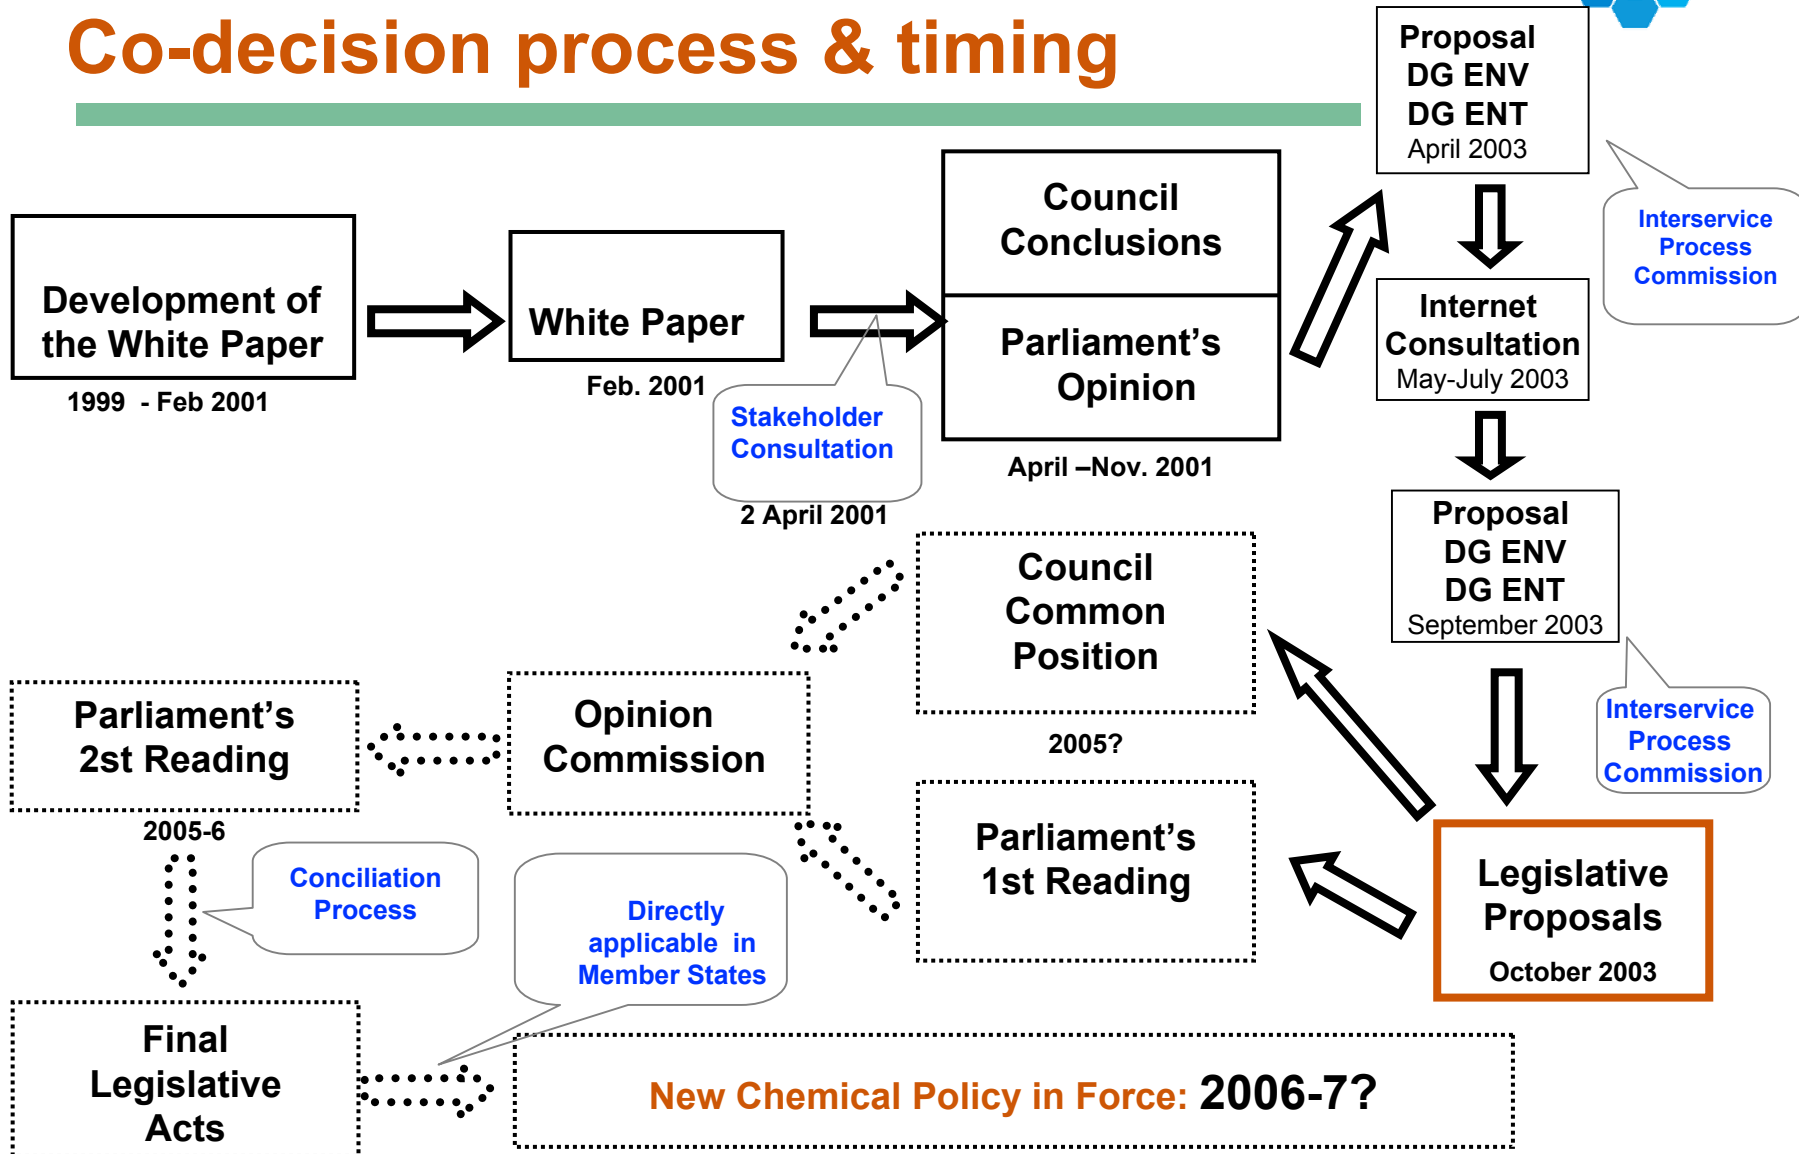 Co-decision process & timing
Proposal
DG ENV
DG ENT
April 2003
Interservice
Process
Commission
Council
Conclusions
Parliament's
Opinion
April –Nov. 2001
Development of
the White Paper
1999 - Feb 2001
White Paper
Feb. 2001
Stakeholder
Consultation
2 April 2001
Internet
Consultation
May-July 2003
Proposal
DG ENV
DG ENT
September 2003
Interservice
Process
Commission
Legislative
Proposals
October 2003
Council
Common
Position
2005?
Parliament's
1st Reading
Opinion
Commission
Parliament's
2st Reading
2005-6
Conciliation
Process
Directly
applicable in
Member States
Final
Legislative
Acts
New Chemical Policy in Force: 2006-7?